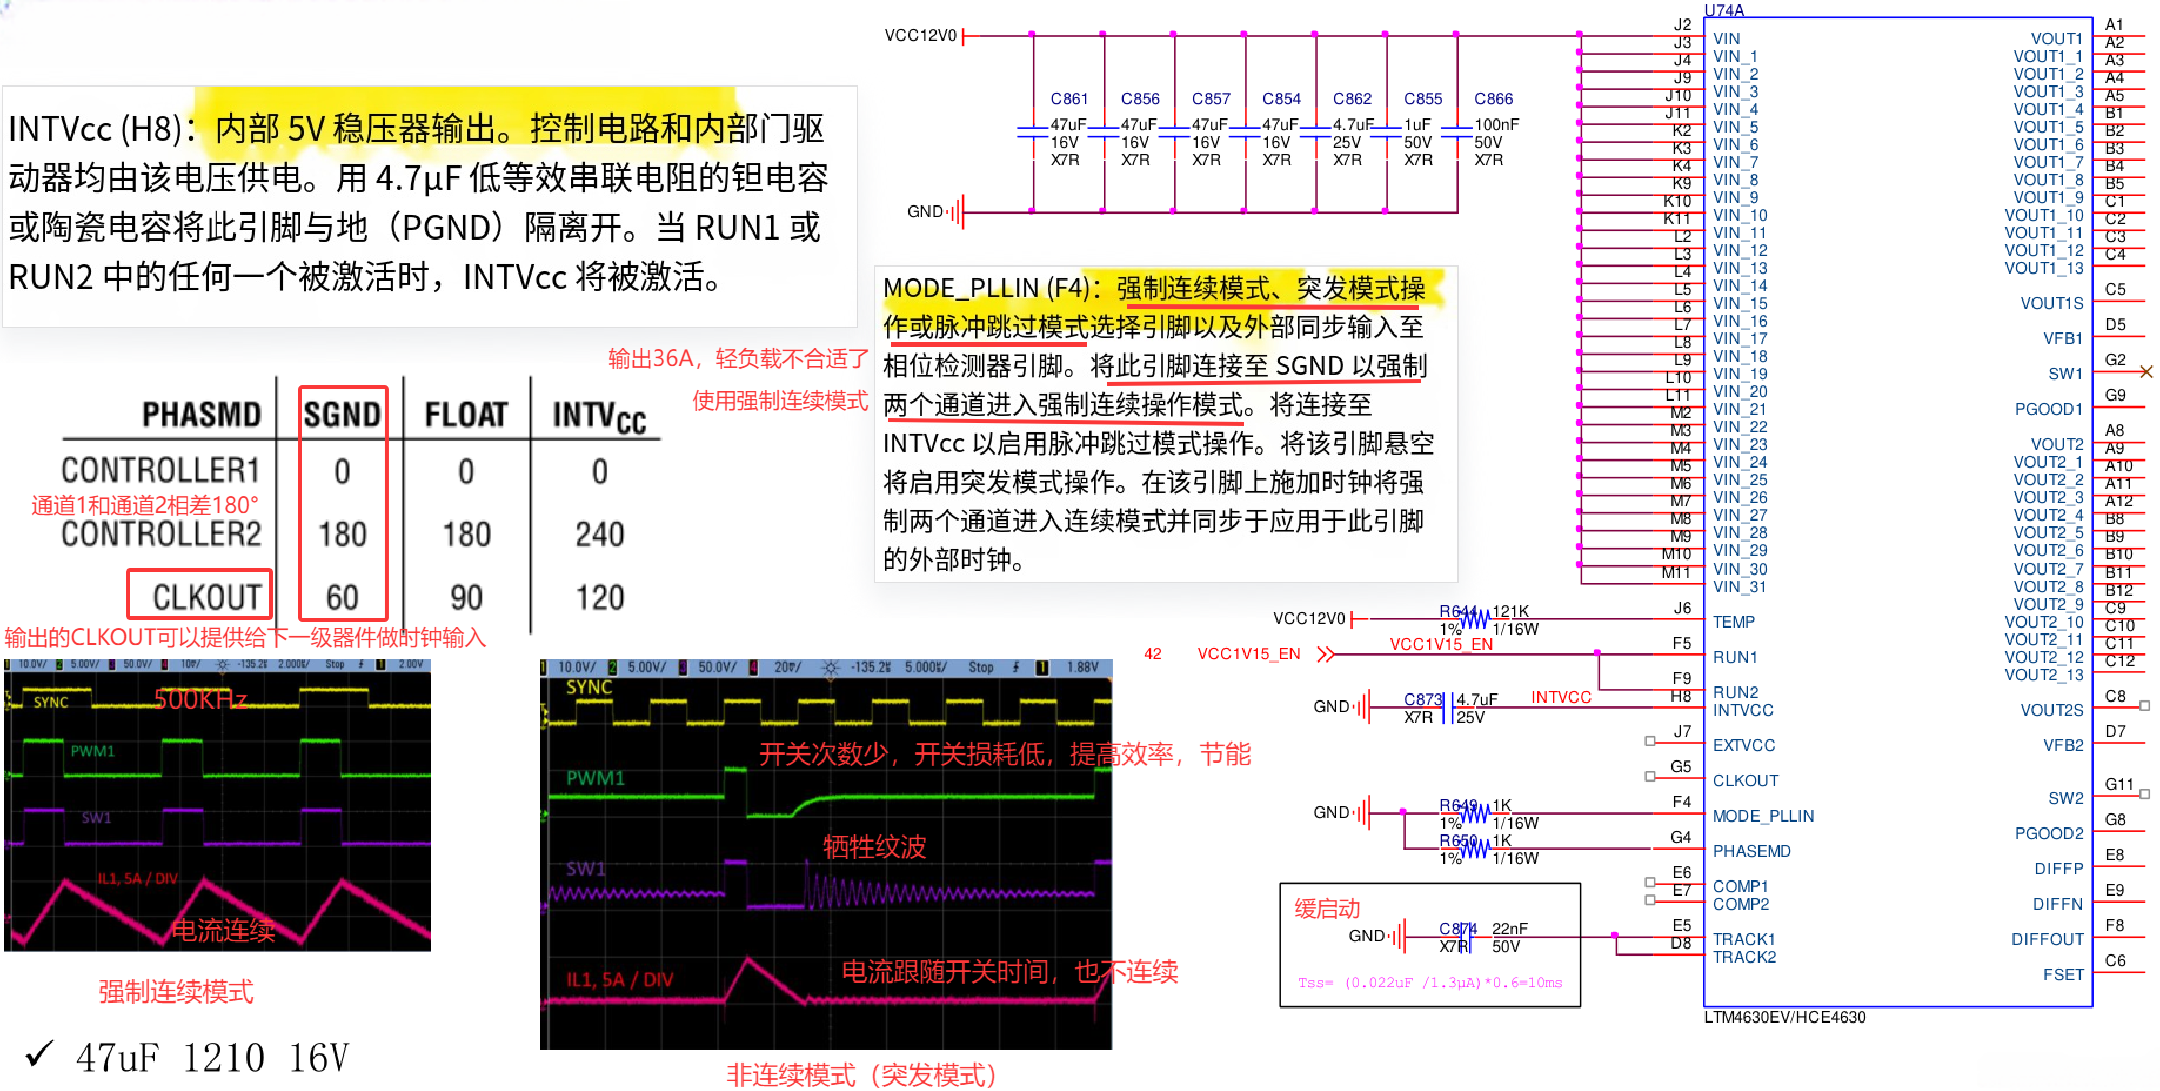 INTVcc (H8)：内部 5V 稳压器输出。控制电路和内部门驱
动器均由该电压供电。用 4.7μF 低等效串联电阻的钽电容
或陶瓷电容将此引脚与地（PGND）隔离开。当 RUN1 或
RUN2 中的任何一个被激活时，INTVcc 将被激活。
输出36A，轻负载不合适了
使用强制连续模式
PHASMD SGND FLOAT INTVCC
CONTROLLER1 0 0 0
通道1和通道2相差180°
CONTROLLER2 180 180 240
CLKOUT 60 90 120
输出的CLKOUT可以提供给下一级器件做时钟输入
1 10.0V/ 2 5.00V/ 3 50.0V/ 4 -135.2 2.000 Stop 1 2.00V
SYNC
500KHz
PWM1
SW1
IL1, 5A / DIV
电流连续
强制连续模式
✓ 47uF 1210 16V
MODE_PLLIN (F4)：强制连续模式、突发模式操
作或脉冲跳过模式选择引脚以及外部同步输入至
相位检测器引脚。将此引脚连接至 SGND 以强制
两个通道进入强制连续操作模式。将连接至
INTVcc 以启用脉冲跳过模式操作。将该引脚悬空
将启用突发模式操作。在该引脚上施加时钟将强
制两个通道进入连续模式并同步于应用于此引脚
的外部时钟。
1 10.0V/ 2 5.00V/ 3 50.0V/ 4 20 -135.2 5.000 Stop 1 1.88V
SYNC
开关次数少，开关损耗低，提高效率，节能
PWM1
牺牲纹波
SW1
电流跟随开关时间，也不连续
IL1, 5A / DIV
非连续模式（突发模式）
VCC12V0
C861 C856 C857 C854 C862 C855 C866
47uF 47uF 47uF 47uF 4.7uF 1uF 100nF
16V 16V 16V 16V 25V 50V 50V
X7R X7R X7R X7R X7R X7R X7R
GND
VCC12V0 R644 121K
1% 1/16W
42 VCC1V15_EN VCC1V15_EN
GND C873 4.7uF INTVCC
X7R 25V
GND R649 1K
1% 1/16W
R650 1K
1% 1/16W
缓启动
GND C874 22nF
X7R 50V
Tss= (0.022uF /1.3μA)*0.6=10ms
U74A
J2 VIN
J3 VIN_1
J4 VIN_2
J9 VIN_3
J10 VIN_4
J11 VIN_5
K2 VIN_6
K3 VIN_7
K4 VIN_8
K9 VIN_9
K10 VIN_10
K11 VIN_11
L2 VIN_12
L3 VIN_13
L4 VIN_14
L5 VIN_15
L6 VIN_16
L7 VIN_17
L8 VIN_18
L9 VIN_19
L10 VIN_20
L11 VIN_21
M2 VIN_22
M3 VIN_23
M4 VIN_24
M5 VIN_25
M6 VIN_26
M7 VIN_27
M8 VIN_28
M9 VIN_29
M10 VIN_30
M11 VIN_31
J6 TEMP
F5 RUN1
F9 RUN2
H8 INTVCC
J7 EXTVCC
G5 CLKOUT
F4 MODE_PLLIN
G4 PHASEMD
E6 COMP1
E7 COMP2
E5 TRACK1
D8 TRACK2
VOUT1 A1
VOUT1_1 A2
VOUT1_2 A3
VOUT1_3 A4
VOUT1_4 A5
VOUT1_5 B1
VOUT1_6 B2
VOUT1_7 B3
VOUT1_8 B4
VOUT1_9 B5
VOUT1_10 C1
VOUT1_11 C2
VOUT1_12 C3
VOUT1_13 C4
VOUT1S C5
VFB1 D5
SW1 G2
PGOOD1 G9
VOUT2 A8
VOUT2_1 A9
VOUT2_2 A10
VOUT2_3 A11
VOUT2_4 A12
VOUT2_5 B8
VOUT2_6 B9
VOUT2_7 B10
VOUT2_8 B11
VOUT2_9 B12
VOUT2_10 C9
VOUT2_11 C10
VOUT2_12 C11
VOUT2_13 C12
VOUT2S C8
VFB2 D7
SW2 G11
PGOOD2 G8
DIFFP E8
DIFFN E9
DIFFOUT F8
FSET C6
LTM4630EV/HCE4630